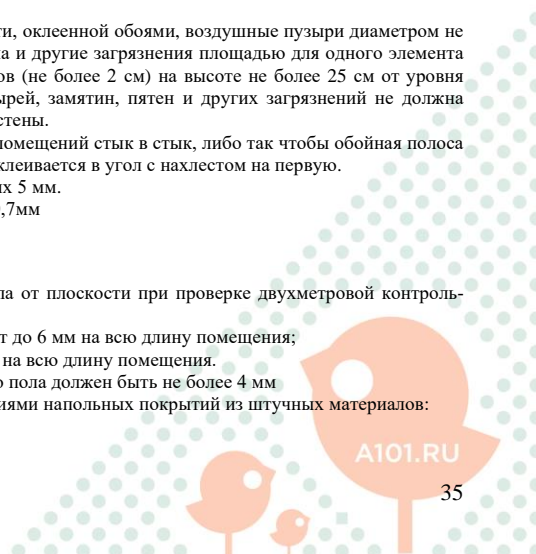 ти, оклеенной обоями, воздушные пузыри диаметром не
а и другие загрязнения площадью для одного элемента
ов (не более 2 см) на высоте не более 25 см от уровня
ырей, замятин, пятен и других загрязнений не должна
стены.
помещений стык в стык, либо так чтобы обойная полоса
клеивается в угол с нахлестом на первую.
их 5 мм.
,7мм
ла от плоскости при проверке двухметровой контроль-
т до 6 мм на всю длину помещения;
на всю длину помещения.
о пола должен быть не более 4 мм
иями напольных покрытий из штучных материалов:
A101.RU
35